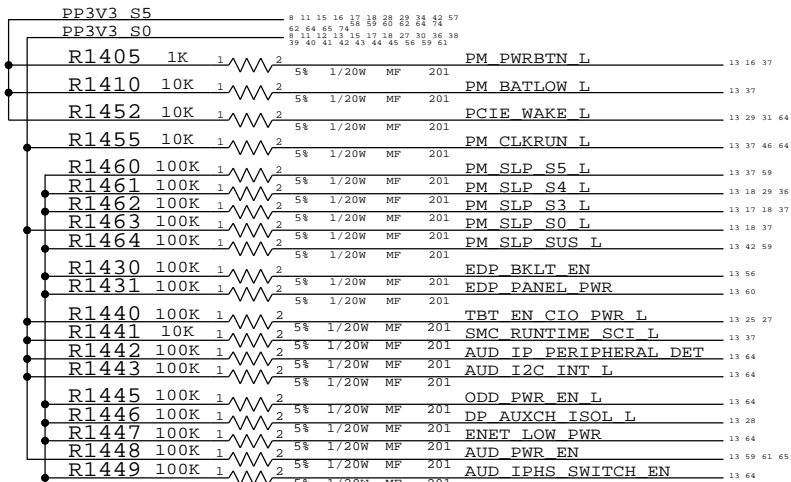 PP3V3 S5 8 11 15 16 17 18 28 29 34 42 57
58 59 60 62 64 74
PP3V3 S0 62 64 65 74
8 11 12 13 15 17 18 27 30 36 38
39 40 41 42 43 44 45 56 59 61
R1405 1K 1 2 PM_PWRBTN_L 13 16 37
5% 1/20W MF 201
R1410 10K 1 2 PM_BATLOW_L 13 37
5% 1/20W MF 201
R1452 10K 1 2 PCIE_WAKE_L 13 29 31 64
5% 1/20W MF 201
R1455 10K 1 2 PM_CLKRUN_L 13 37 46 64
5% 1/20W MF 201
R1460 100K 1 2 PM_SLP_S5_L 13 37 59
5% 1/20W MF 201
R1461 100K 1 2 PM_SLP_S4_L 13 18 29 36
5% 1/20W MF 201
R1462 100K 1 2 PM_SLP_S3_L 13 17 18 37
5% 1/20W MF 201
R1463 100K 1 2 PM_SLP_S0_L 13 18 37
5% 1/20W MF 201
R1464 100K 1 2 PM_SLP_SUS_L 13 42 59
5% 1/20W MF 201
R1430 100K 1 2 EDP_BKLT_EN 13 56
5% 1/20W MF 201
R1431 100K 1 2 EDP_PANEL_PWR 13 60
5% 1/20W MF 201
R1440 100K 1 2 TBT_EN_CIO_PWR_L 13 25 27
5% 1/20W MF 201
R1441 10K 1 2 SMC_RUNTIME_SCI_L 13 37
5% 1/20W MF 201
R1442 100K 1 2 AUD_IP_PERIPHERAL_DET 13 64
5% 1/20W MF 201
R1443 100K 1 2 AUD_I2C_INT_L 13 64
5% 1/20W MF 201
R1445 100K 1 2 ODD_PWR_EN_L 13 64
5% 1/20W MF 201
R1446 100K 1 2 DP_AUXCH_ISOL_L 13 28
5% 1/20W MF 201
R1447 100K 1 2 ENET_LOW_PWR 13 64
5% 1/20W MF 201
R1448 100K 1 2 AUD_PWR_EN 13 59 61 65
5% 1/20W MF 201
R1449 100K 1 2 AUD_IPHS_SWITCH_EN 13 64
5% 1/20W MF 201